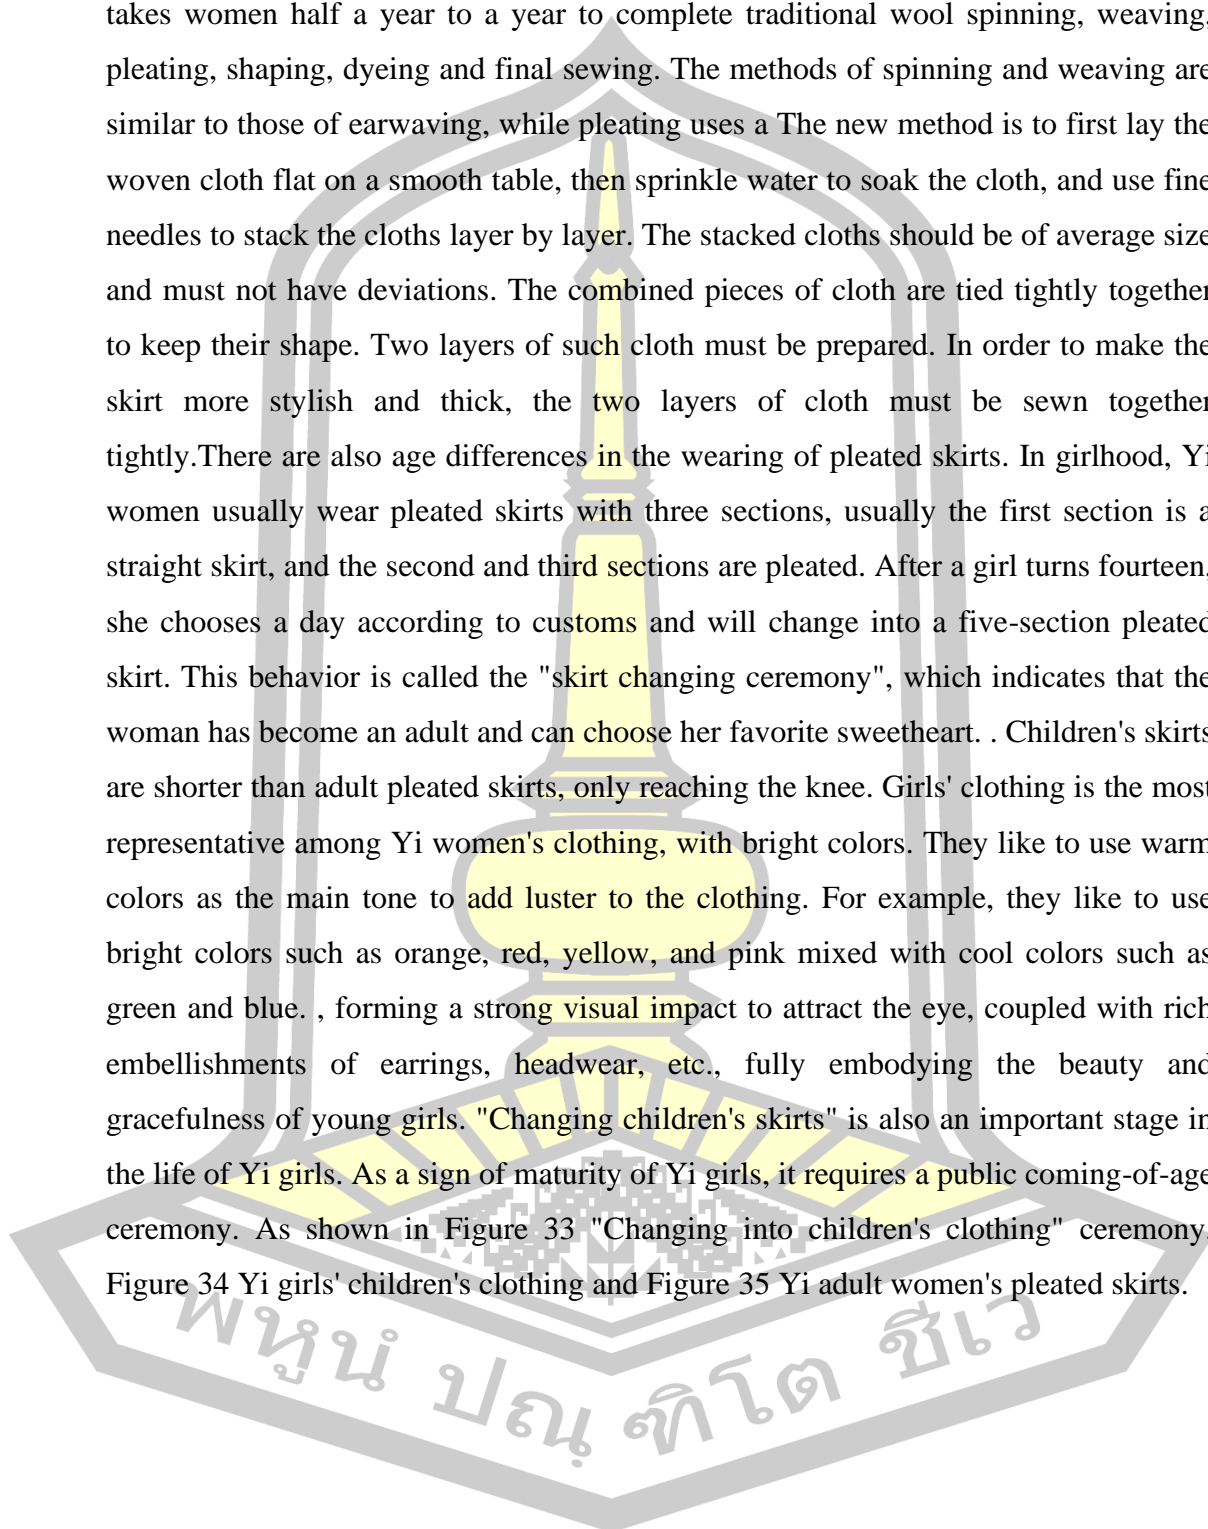 takes women half a year to a year to complete traditional wool spinning, weaving,
pleating, shaping, dyeing and final sewing. The methods of spinning and weaving are
similar to those of earwaving, while pleating uses a The new method is to first lay the
woven cloth flat on a smooth table, then sprinkle water to soak the cloth, and use fine
needles to stack the cloths layer by layer. The stacked cloths should be of average size
and must not have deviations. The combined pieces of cloth are tied tightly together
to keep their shape. Two layers of such cloth must be prepared. In order to make the
skirt more stylish and thick, the two layers of cloth must be sewn together
tightly.There are also age differences in the wearing of pleated skirts. In girlhood, Yi
women usually wear pleated skirts with three sections, usually the first section is a
straight skirt, and the second and third sections are pleated. After a girl turns fourteen,
she chooses a day according to customs and will change into a five-section pleated
skirt. This behavior is called the "skirt changing ceremony", which indicates that the
woman has become an adult and can choose her favorite sweetheart. . Children's skirts
are shorter than adult pleated skirts, only reaching the knee. Girls' clothing is the most
representative among Yi women's clothing, with bright colors. They like to use warm
colors as the main tone to add luster to the clothing. For example, they like to use
bright colors such as orange, red, yellow, and pink mixed with cool colors such as
green and blue. , forming a strong visual impact to attract the eye, coupled with rich
embellishments of earrings, headwear, etc., fully embodying the beauty and
gracefulness of young girls. "Changing children's skirts" is also an important stage in
the life of Yi girls. As a sign of maturity of Yi girls, it requires a public coming-of-age
ceremony. As shown in Figure 33 "Changing into children's clothing" ceremony,
Figure 34 Yi girls' children's clothing and Figure 35 Yi adult women's pleated skirts.
พหูนํ ปณฺฑิโต ชีเว